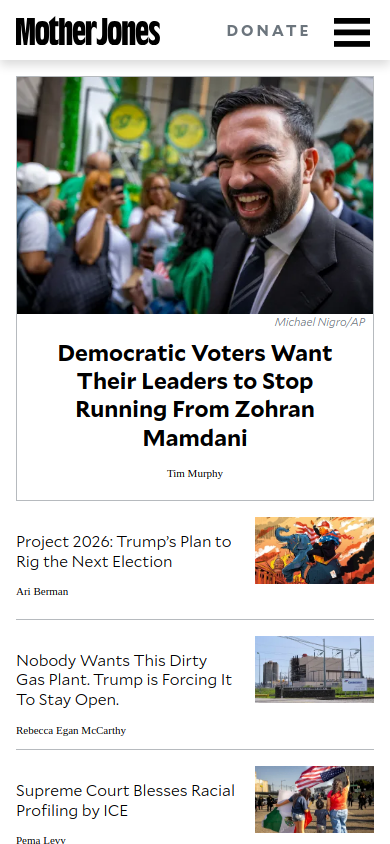 Mother Jones
DONATE
Michael Nigro/AP
Democratic Voters Want
Their Leaders to Stop
Running From Zohran
Mamdani
Tim Murphy
Project 2026: Trump’s Plan to
Rig the Next Election
Ari Berman
Nobody Wants This Dirty
Gas Plant. Trump is Forcing It
To Stay Open.
Rebecca Egan McCarthy
Supreme Court Blesses Racial
Profiling by ICE
Pema Levy